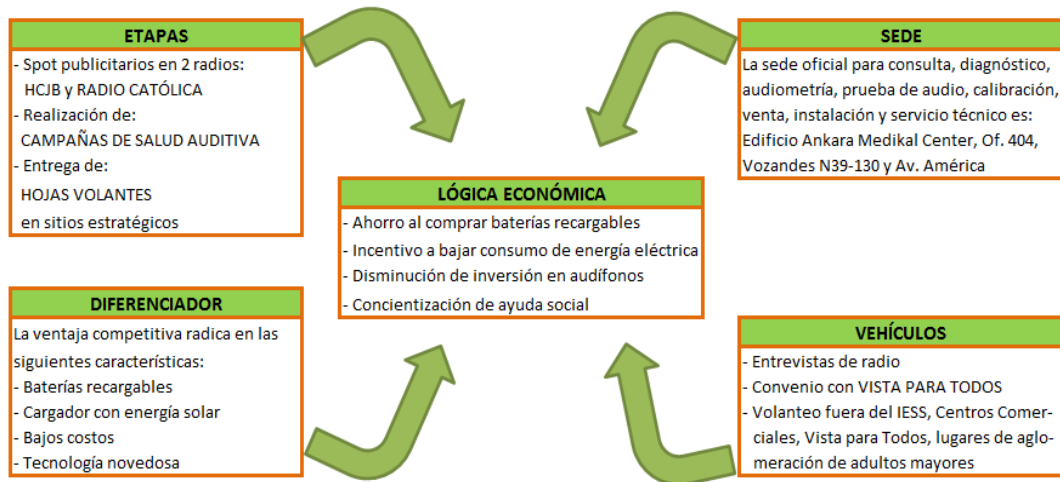 ETAPAS
- Spot publicitarios en 2 radios:
HCJB y RADIO CATÓLICA
- Realización de:
CAMPAÑAS DE SALUD AUDITIVA
- Entrega de:
HOJAS VOLANTES
en sitios estratégicos
SEDE
La sede oficial para consulta, diagnóstico,
audiometría, prueba de audio, calibración,
venta, instalación y servicio técnico es:
Edificio Ankara Medikal Center, Of. 404,
Vozandes N39-130 y Av. América
LÓGICA ECONÓMICA
- Ahorro al comprar baterías recargables
- Incentivo a bajar consumo de energía eléctrica
- Disminución de inversión en audífonos
- Concientización de ayuda social
DIFERENCIADOR
La ventaja competitiva radica en las
siguientes características:
- Baterías recargables
- Cargador con energía solar
- Bajos costos
- Tecnología novedosa
VEHÍCULOS
- Entrevistas de radio
- Convenio con VISTA PARA TODOS
- Volanteo fuera del IESS, Centros Comer-
ciales, Vista para Todos, lugares de aglo-
meración de adultos mayores